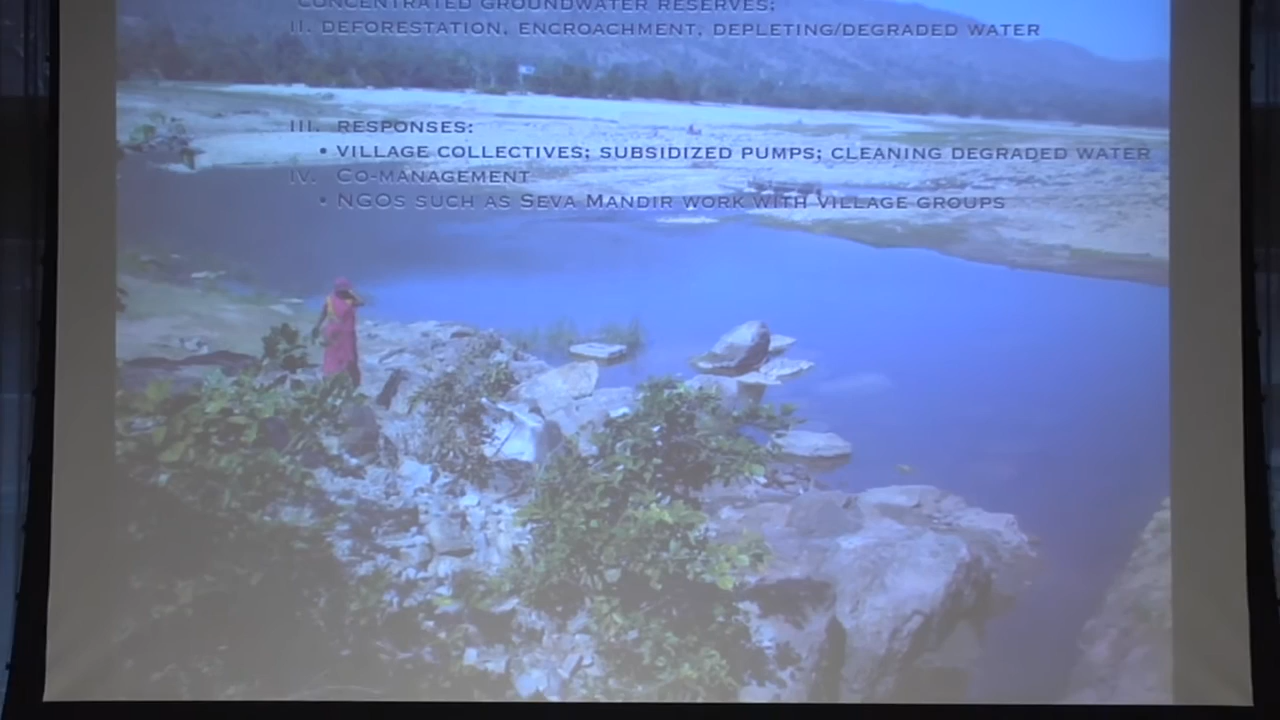 CONCENTRATED GROUNDWATER RESERVES;
II. DEFORESTATION, ENCROACHMENT, DEPLETING/DEGRADED WATER
III. RESPONSES:
• VILLAGE COLLECTIVES; SUBSIDIZED PUMPS; CLEANING DEGRADED WATER
IV. CO-MANAGEMENT
• NGOS SUCH AS SEVA MANDIR WORK WITH VILLAGE GROUPS